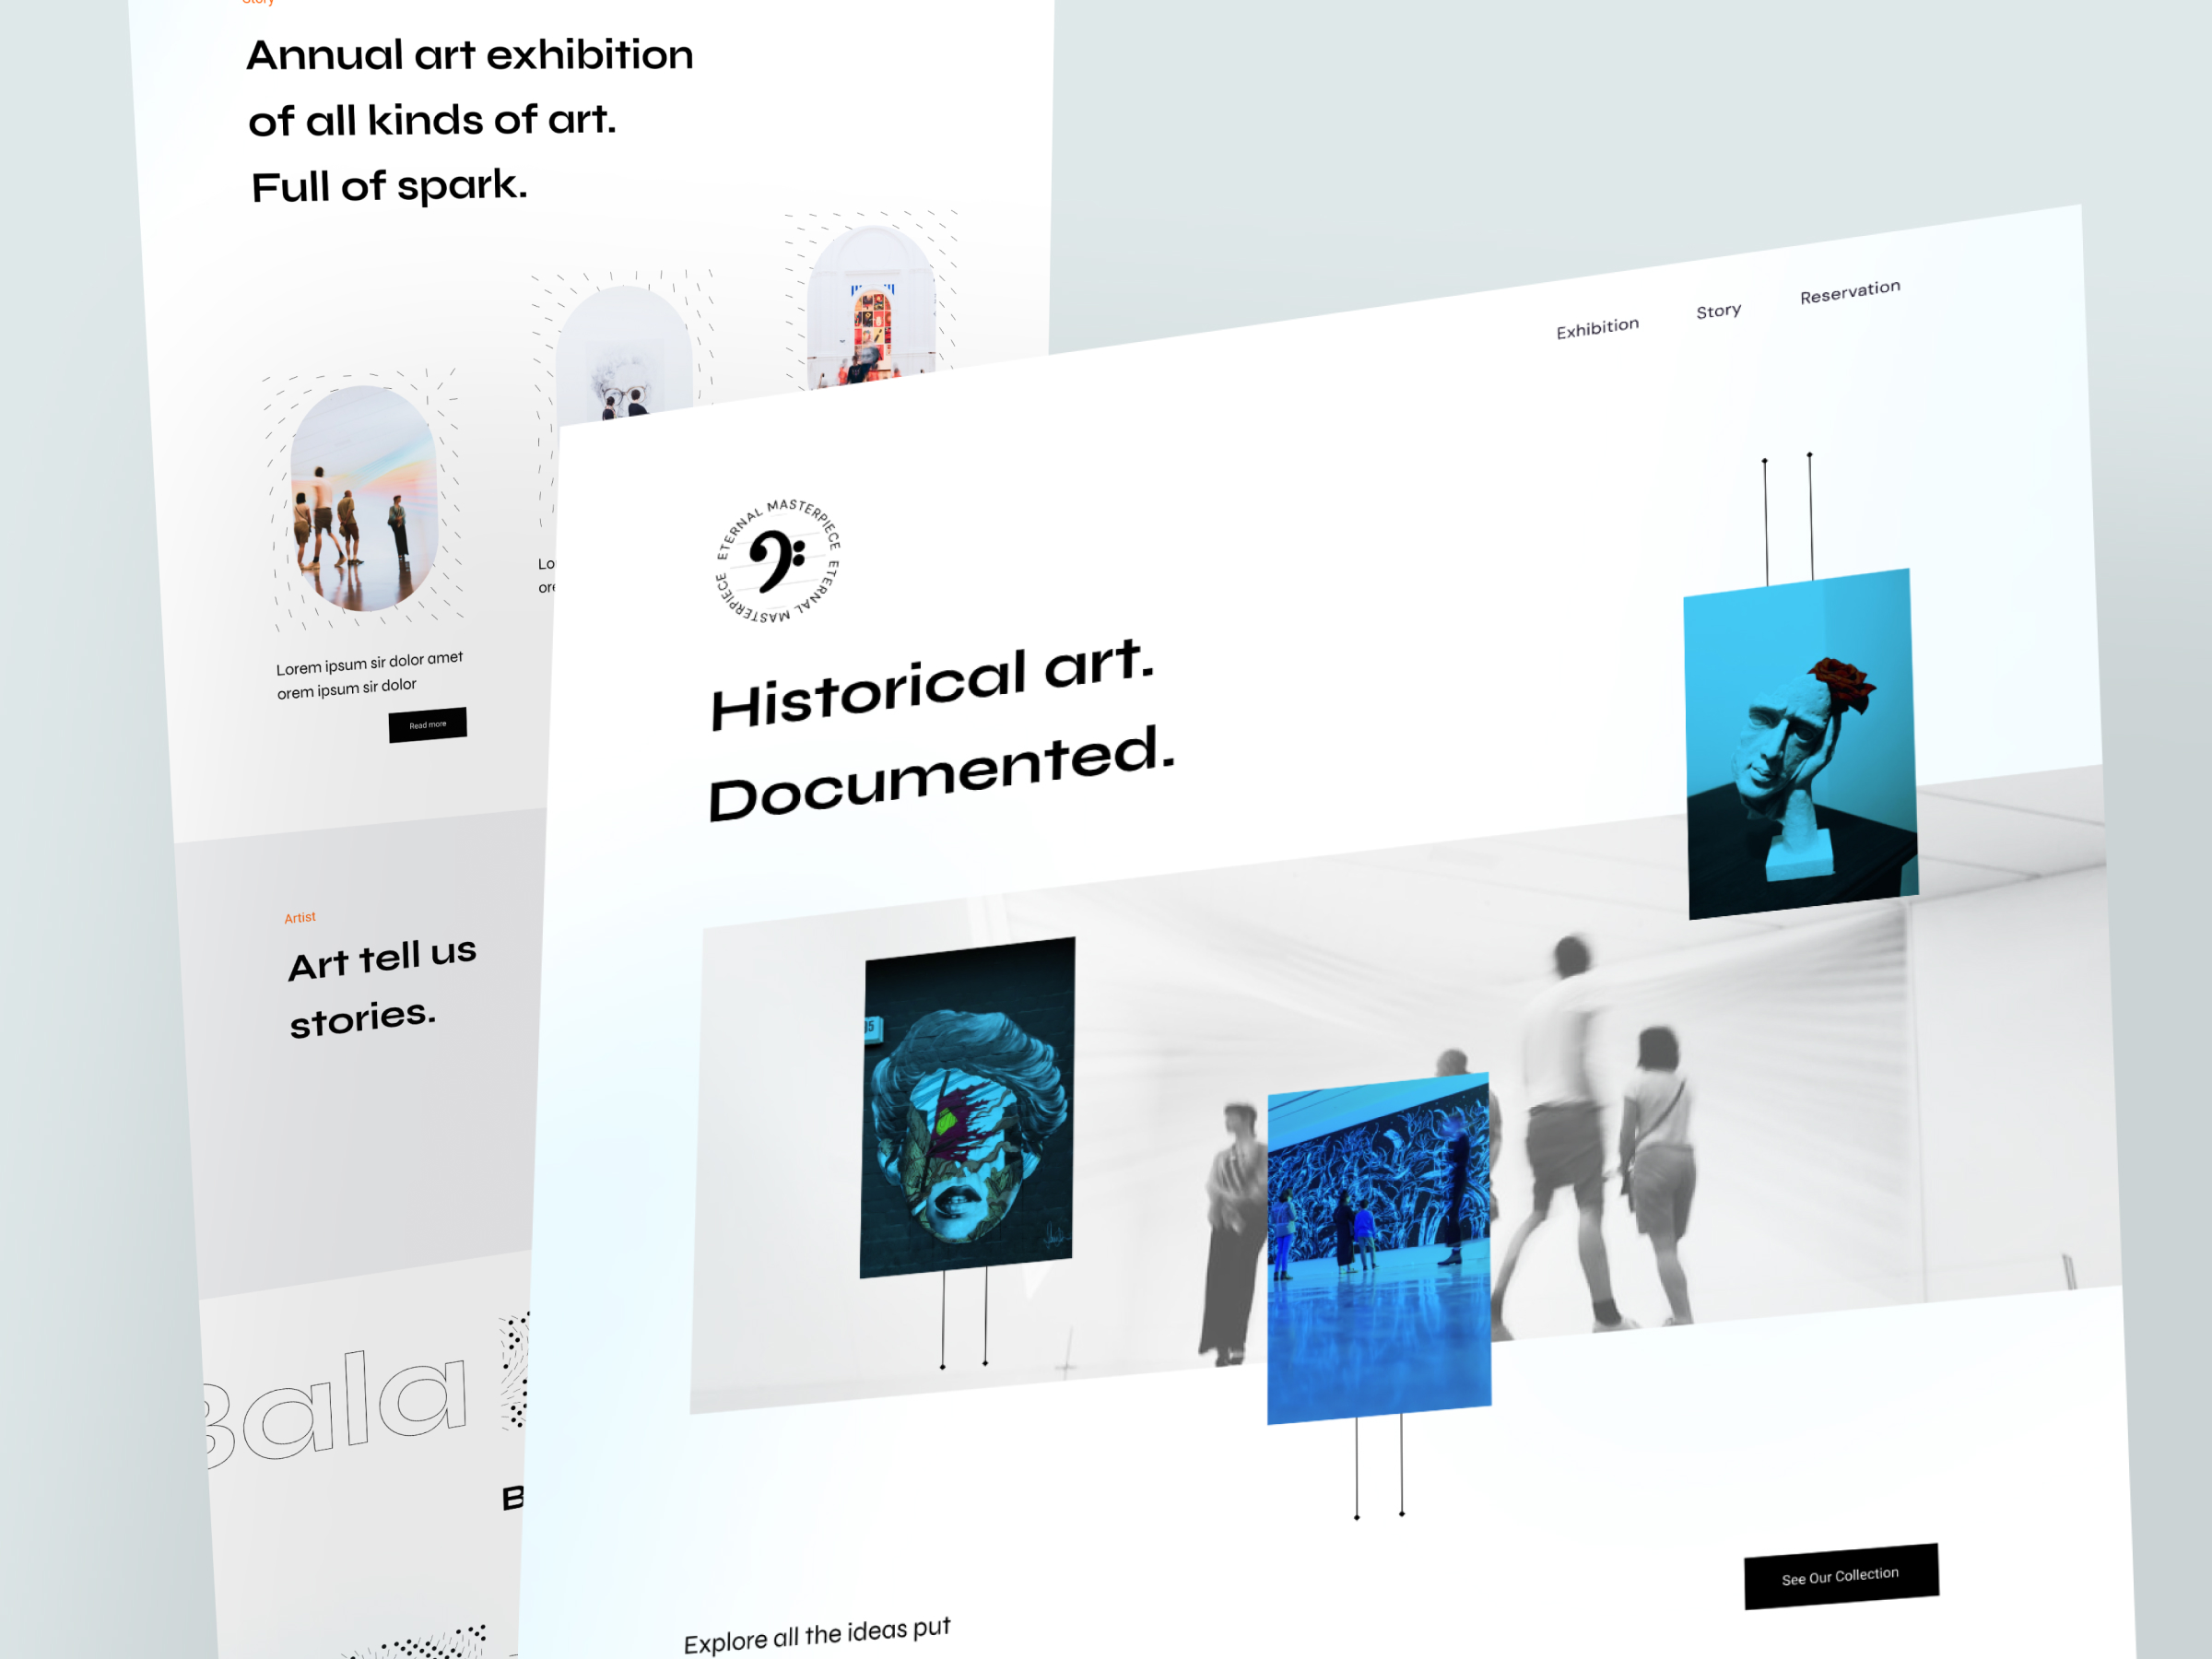 Story
Annual art exhibition
of all kinds of art.
Full of spark.
Lorem ipsum sir dolor amet
orem ipsum sir dolor
Read more
Lo
ore
Artist
Art tell us
stories.
Bala
B
Exhibition
Story
Reservation
ETERNAL MASTERPIECE ETERNAL MASTERPIECE
Historical art.
Documented.
See Our Collection
Explore all the ideas put